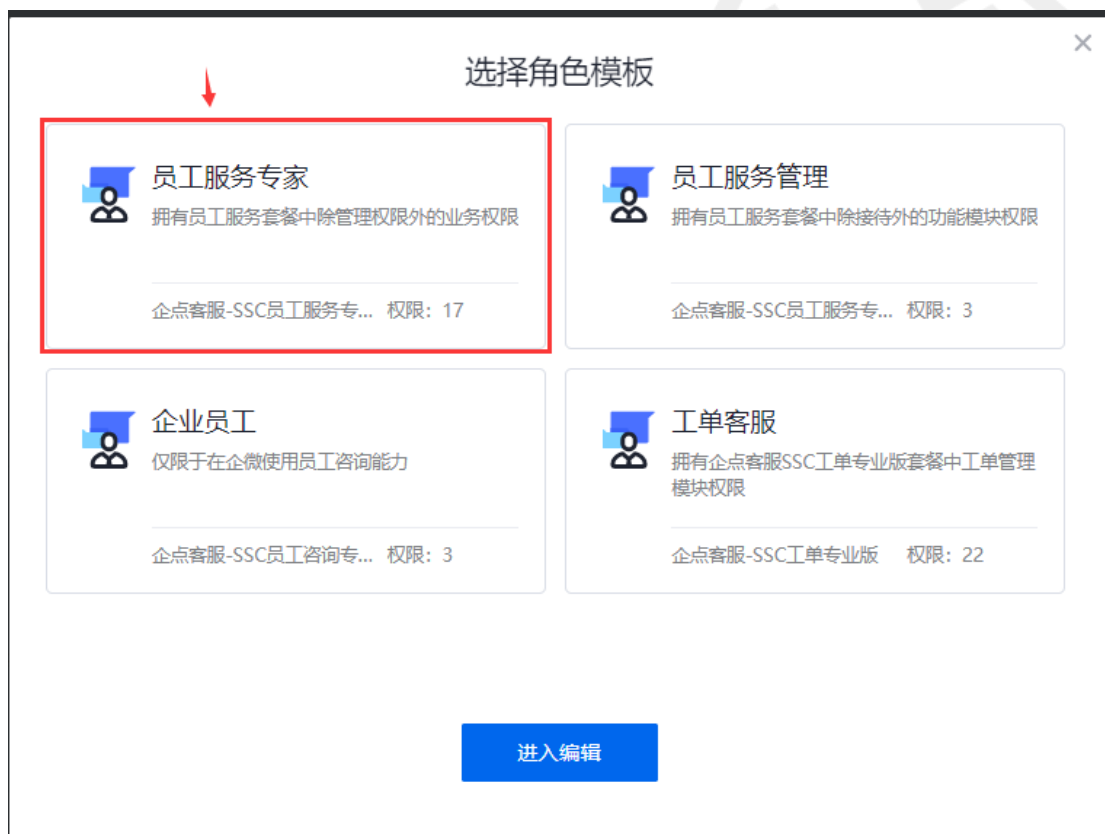 选择角色模板
员工服务专家
拥有员工服务套餐中除管理权限外的业务权限
企点客服-SSC员工服务专... 权限: 17
员工服务管理
拥有员工服务套餐中除接待外的功能模块权限
企点客服-SSC员工服务专... 权限: 3
企业员工
仅限于在企微使用员工咨询能力
企点客服-SSC员工咨询专... 权限: 3
工单客服
拥有企点客服SSC工单专业版套餐中工单管理
模块权限
企点客服-SSC工单专业版 权限: 22
进入编辑